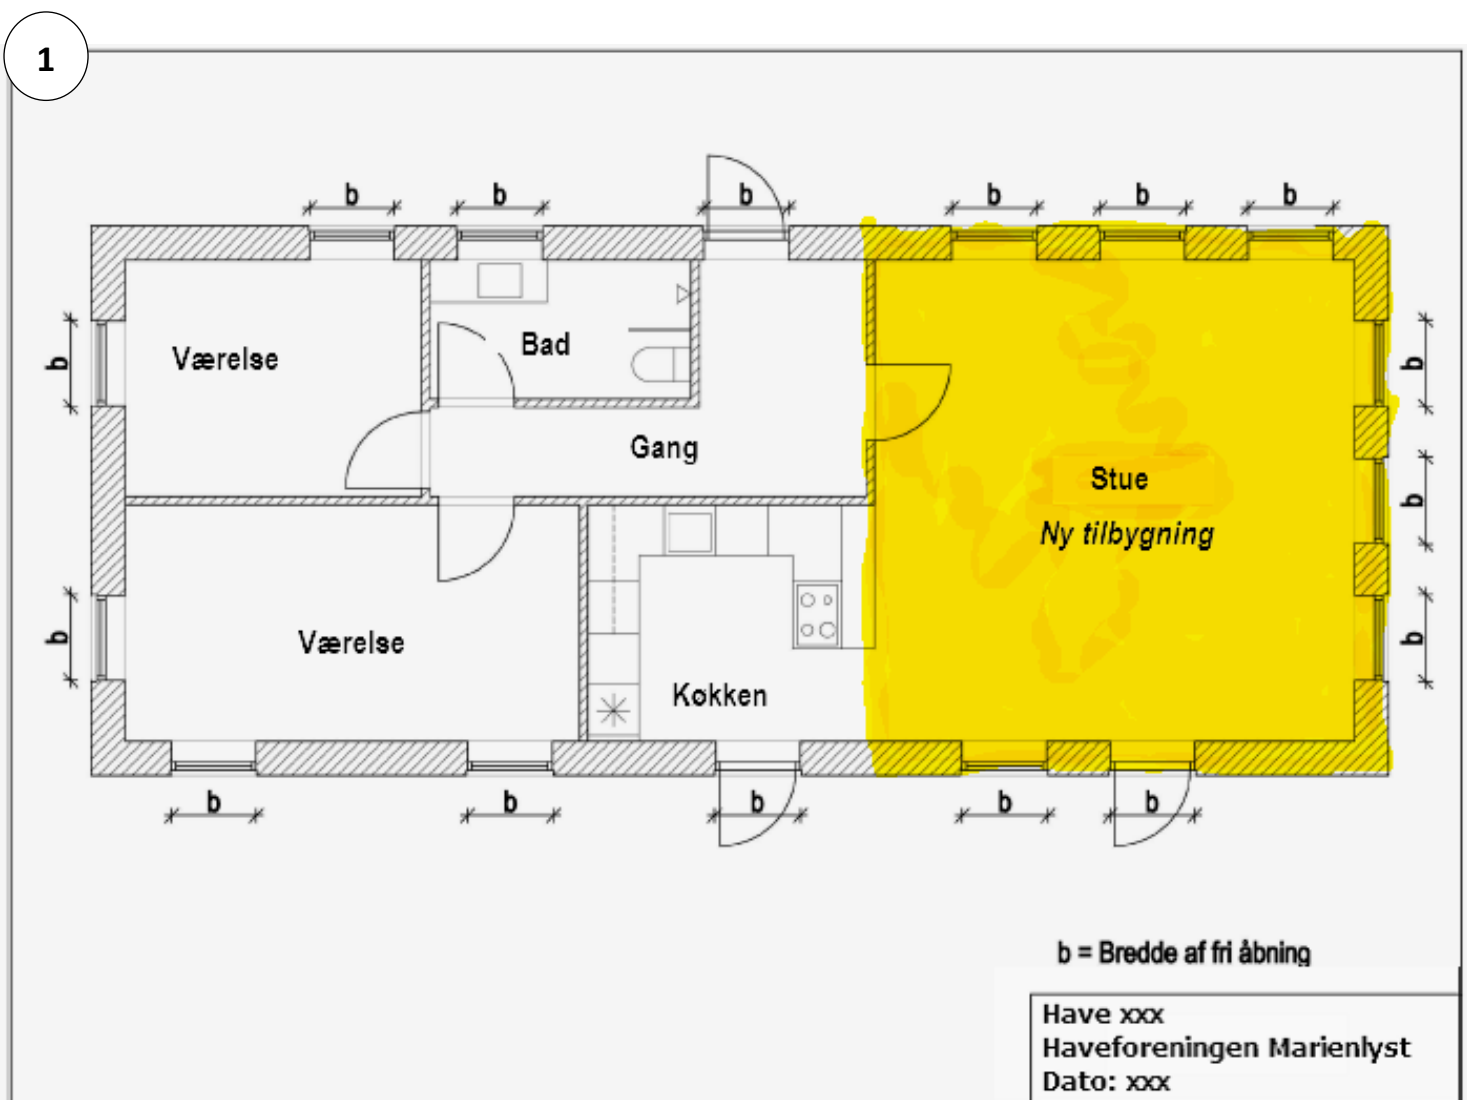 1
b
b
b
b
b
b
b
Værelse
Bad
b
Gang
Stue
b
Ny tilbygning
b
Værelse
b
Køkken
b
b
b
b
b
b
b = Bredde af fri åbning
Have xxx
Haveforeningen Marienlyst
Dato: xxx